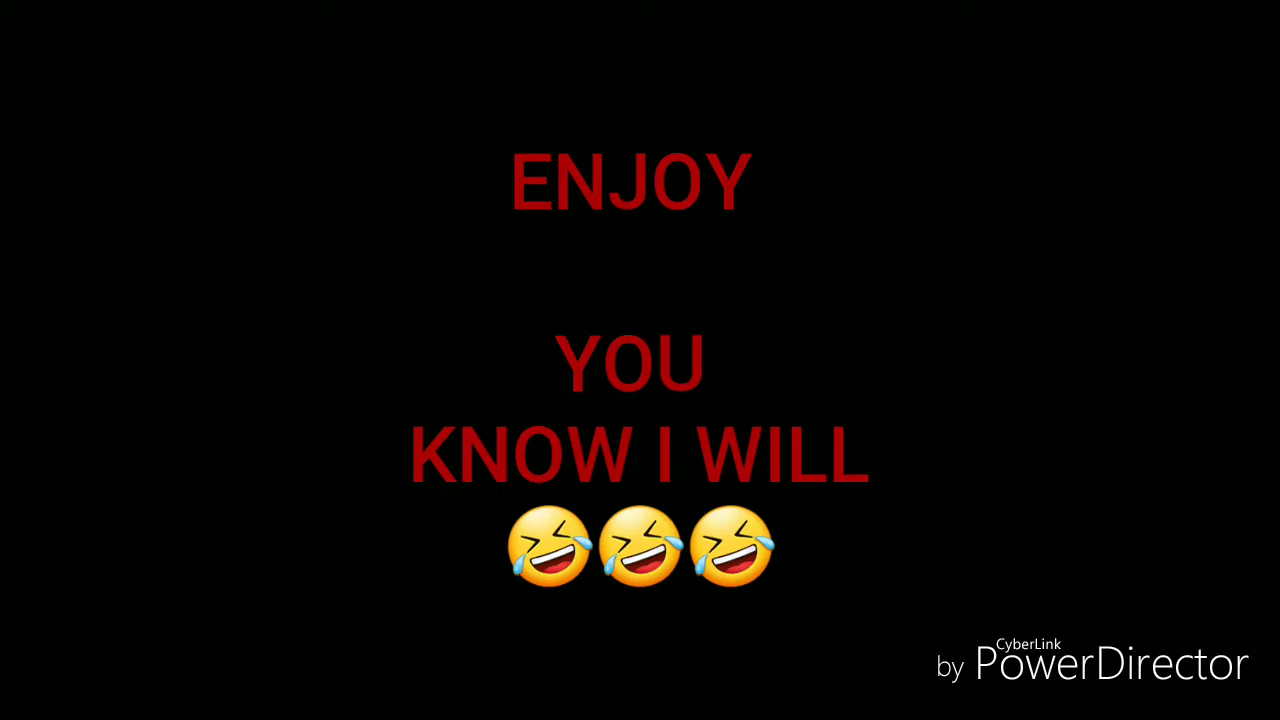 ENJOY
YOU
KNOW I WILL
🤣🤣🤣
CyberLink
by PowerDirector